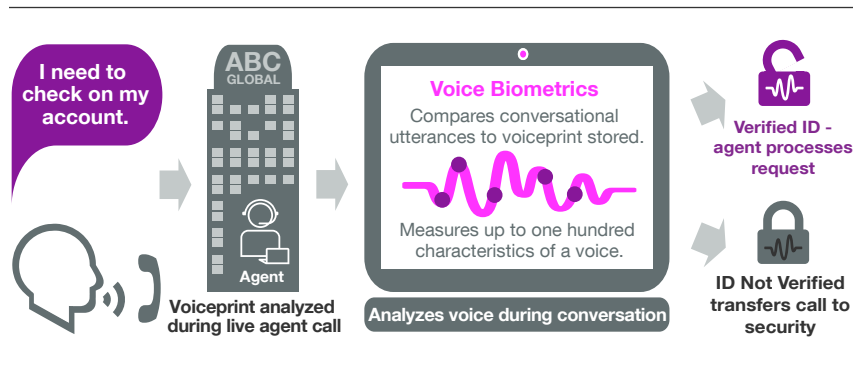 I need to
check on my
account.
ABC
GLOBAL
Agent
Voiceprint analyzed
during live agent call
Voice Biometrics
Compares conversational
utterances to voiceprint stored.
Measures up to one hundred
characteristics of a voice.
Analyzes voice during conversation
Verified ID -
agent processes
request
ID Not Verified
transfers call to
security